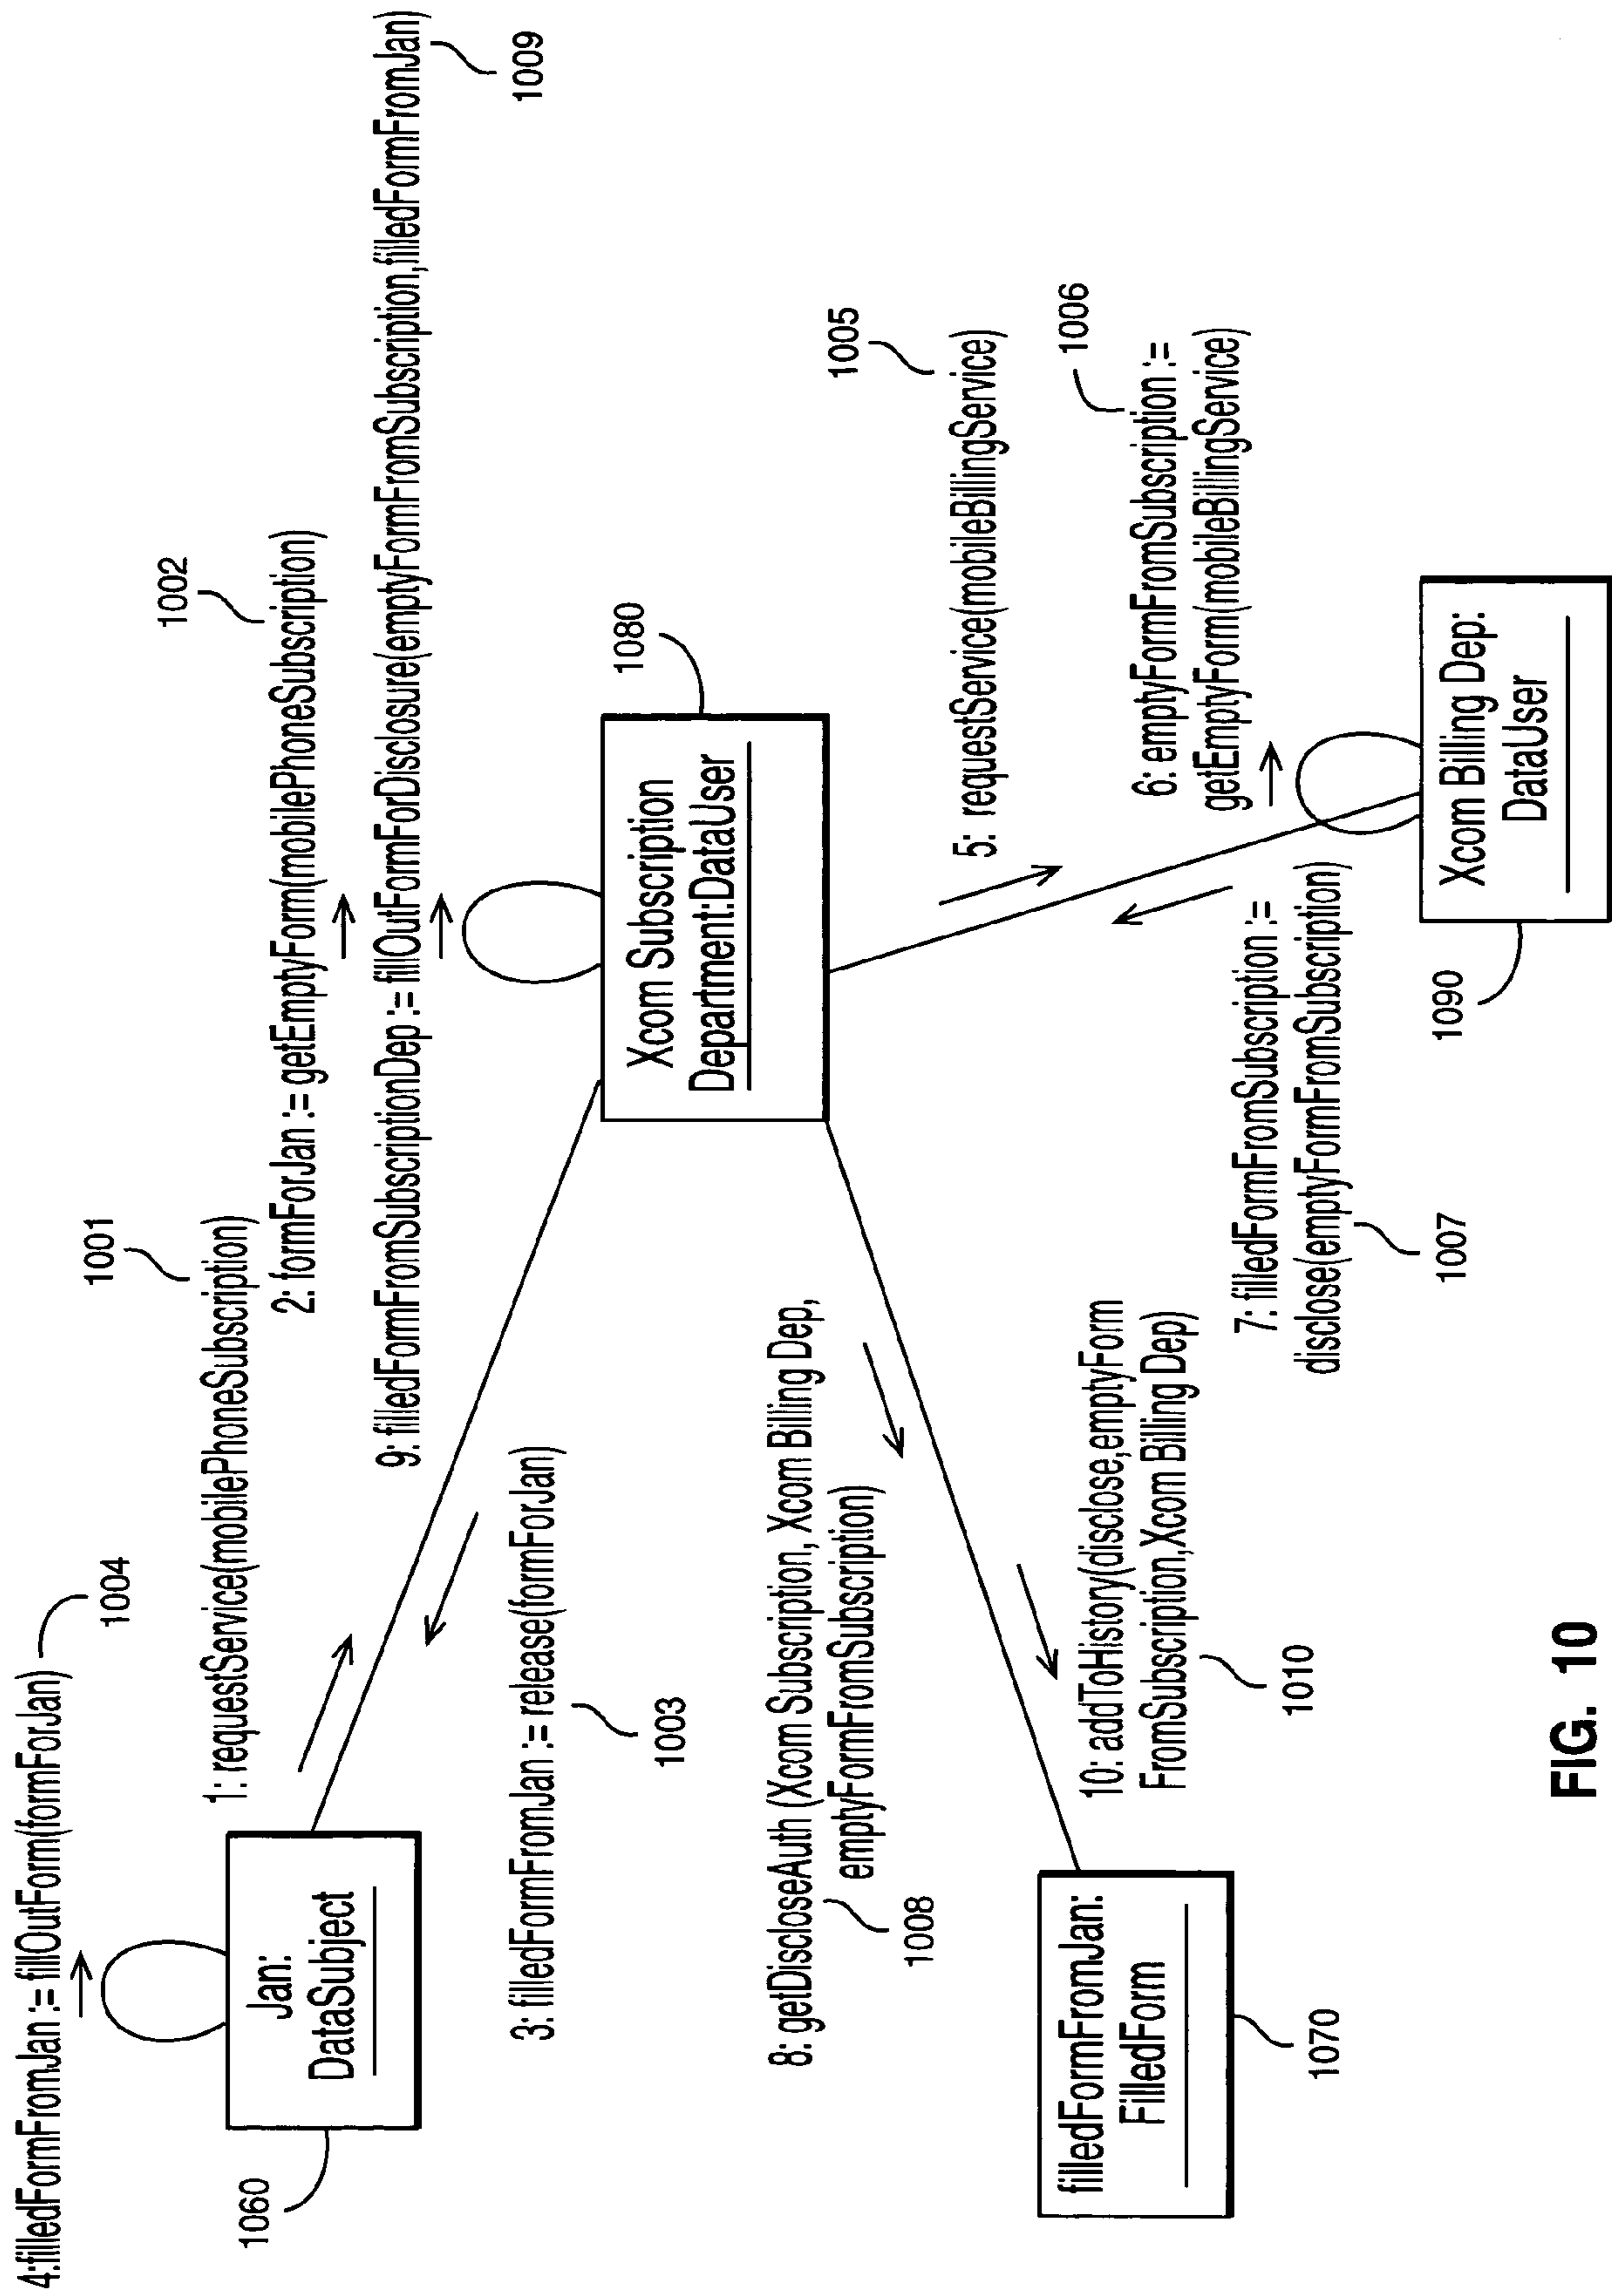 4:filledFormFromJan := fillOutForm(formForJan)
1004
1001
1: requestService(mobilePhoneSubscription)
1002
2: formForJan := getEmptyForm(mobilePhoneSubscription)
9: filledFormFromSubscriptionDep := fillOutFormForDisclosure(emptyFormFromSubscription,filledFormFromJan)
1009
Jan:
DataSubject
1060
3: filledFormFromJan := release(formForJan)
1003
Xcom Subscription
Department:DataUser
1080
8: getDiscloseAuth (Xcom Subscription, Xcom Billing Dep,
emptyFormFromSubscription)
1008
1005
5: requestService(mobileBillingService)
1006
6: emptyFormFromSubscription :=
getEmptyForm(mobileBillingService)
filledFormFromJan:
FilledForm
1070
10: addToHistory(disclose,emptyForm
FromSubscription,Xcom Billing Dep)
1010
7: filledFormFromSubscription :=
disclose(emptyFormFromSubscription)
1007
Xcom Billing Dep:
DataUser
1090
FIG. 10